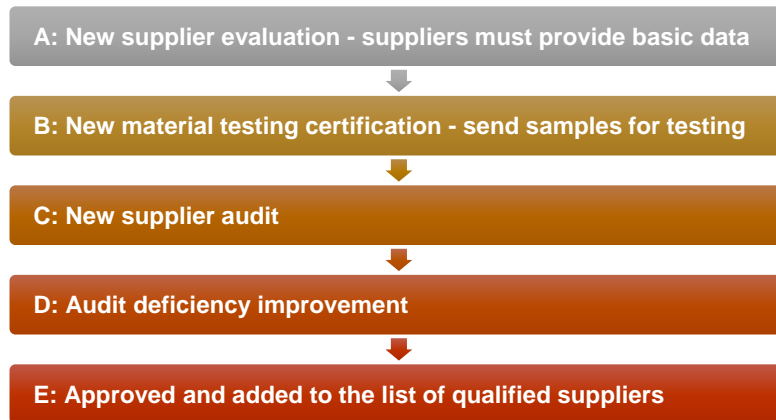 A: New supplier evaluation - suppliers must provide basic data
B: New material testing certification - send samples for testing
C: New supplier audit
D: Audit deficiency improvement
E: Approved and added to the list of qualified suppliers